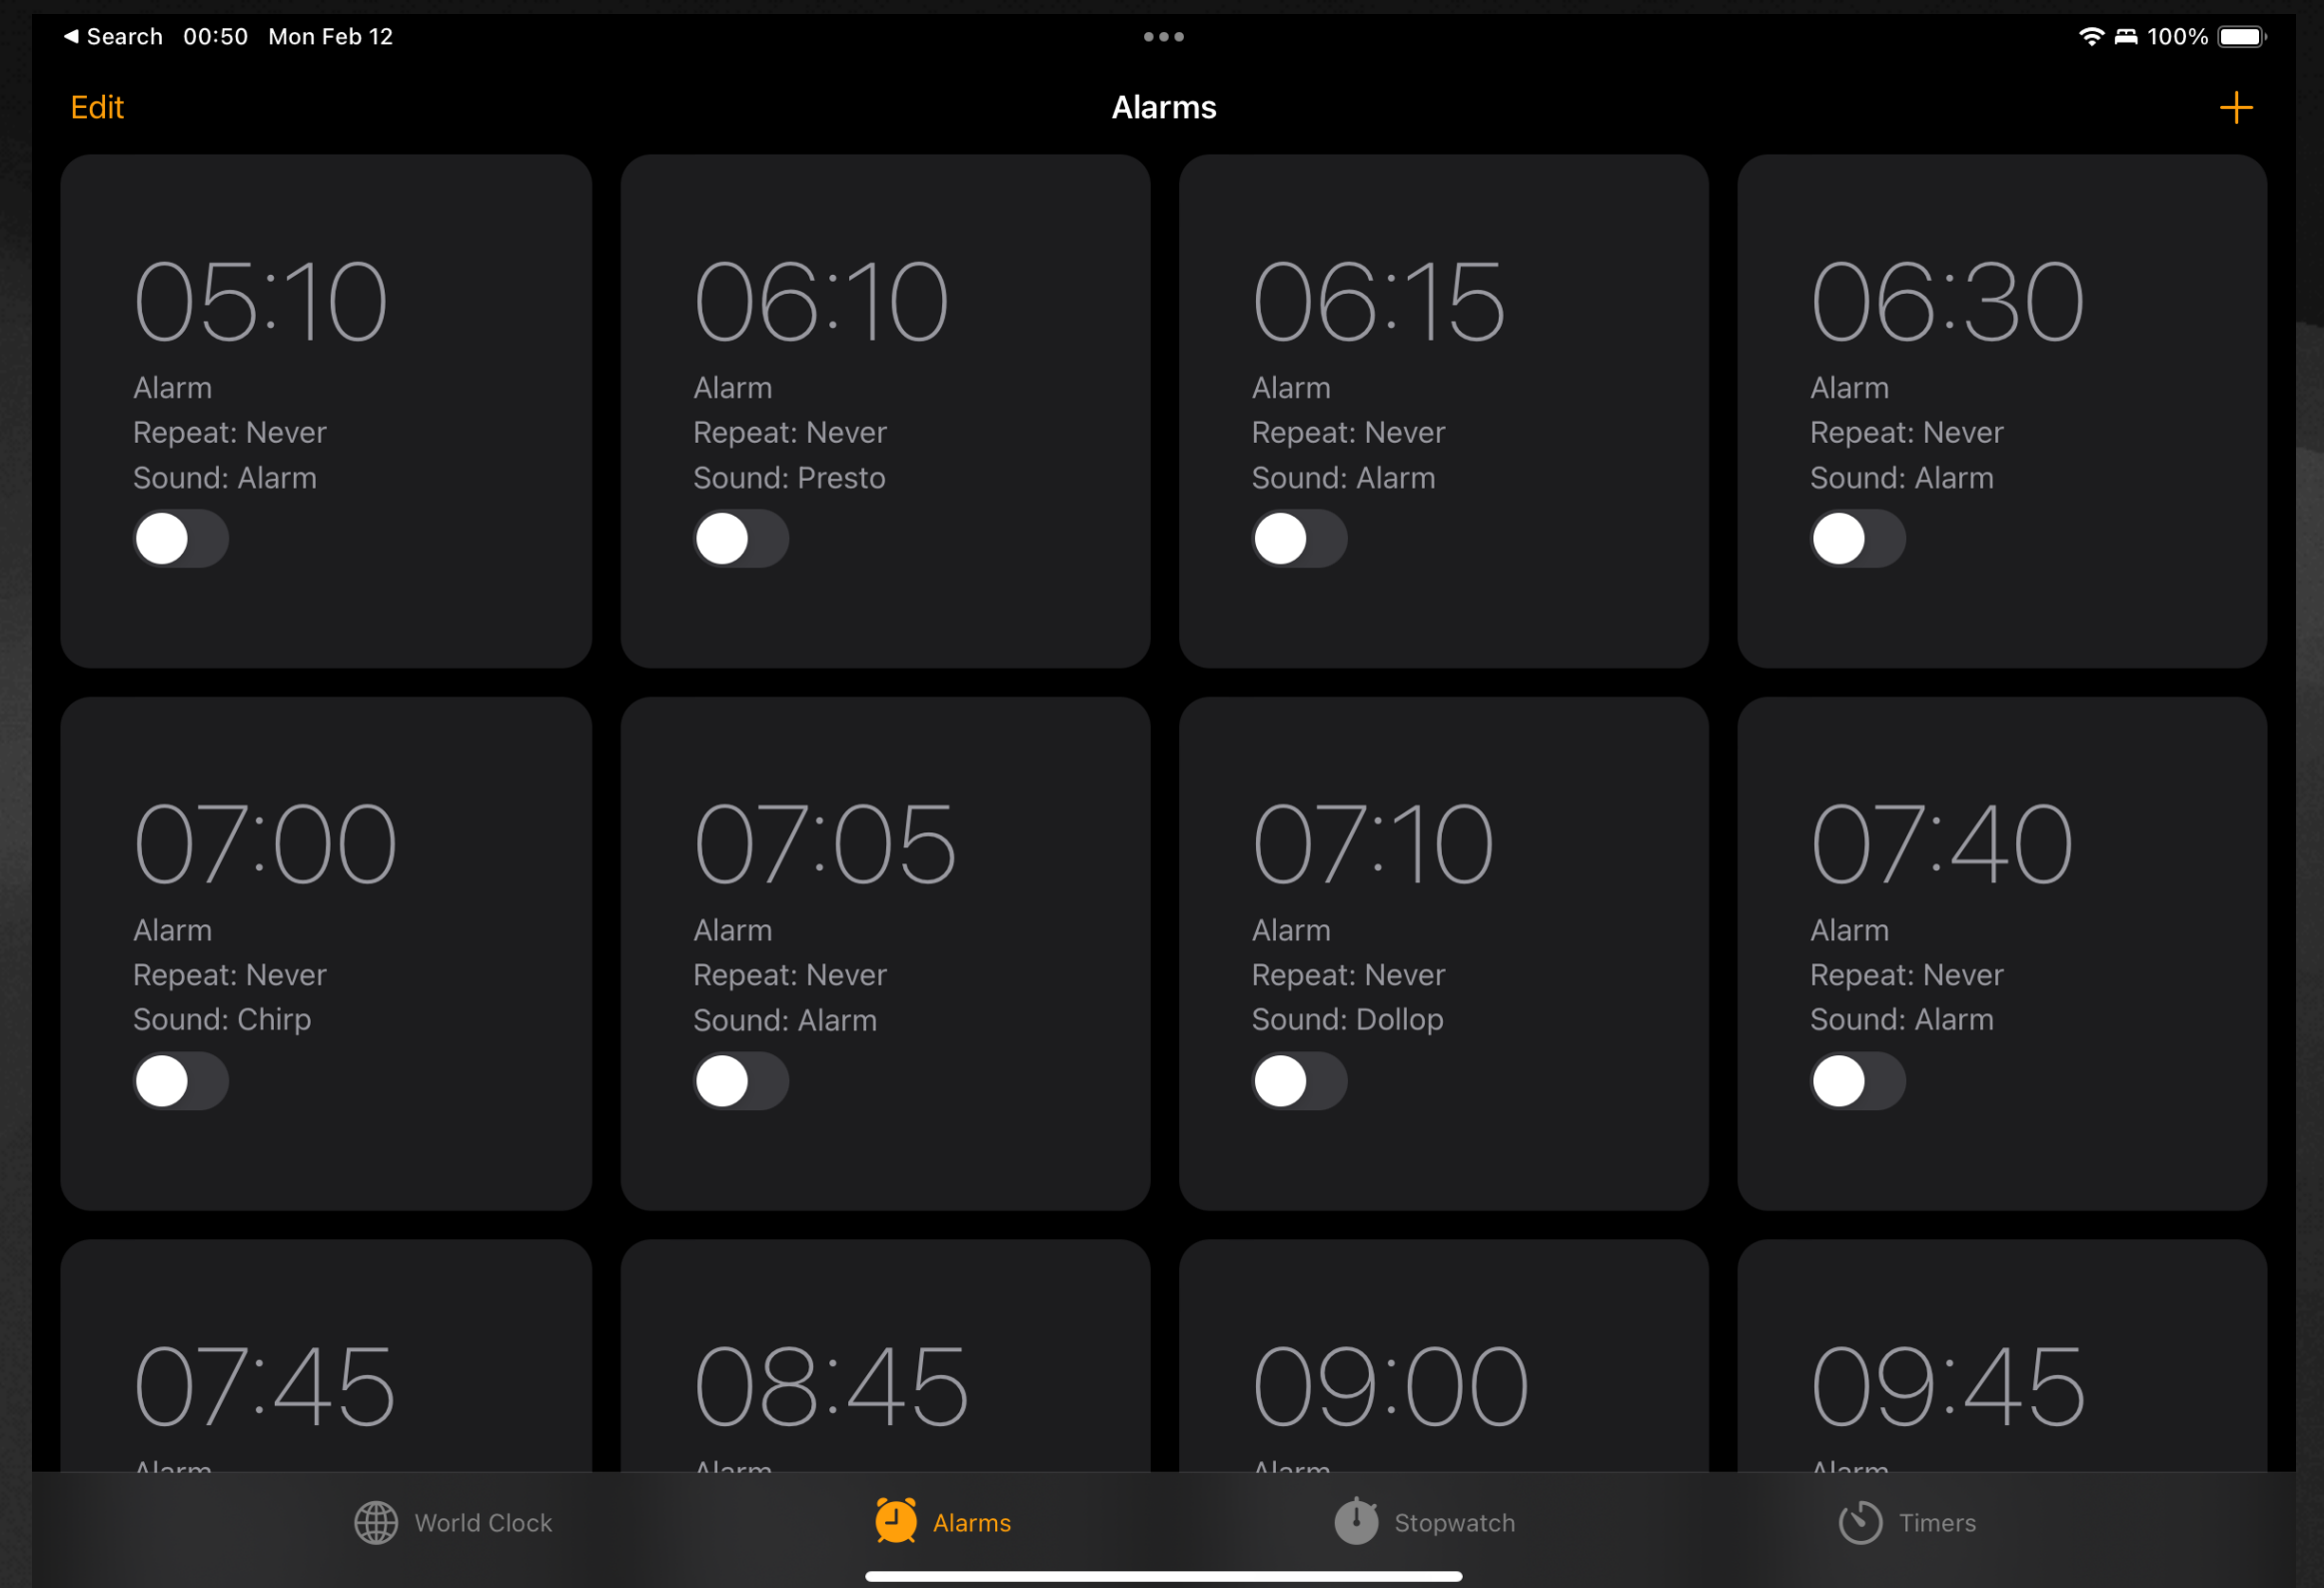 Search 00:50 Mon Feb 12
100%
Edit
Alarms
05:10
Alarm
Repeat: Never
Sound: Alarm
06:10
Alarm
Repeat: Never
Sound: Presto
06:15
Alarm
Repeat: Never
Sound: Alarm
06:30
Alarm
Repeat: Never
Sound: Alarm
07:00
Alarm
Repeat: Never
Sound: Chirp
07:05
Alarm
Repeat: Never
Sound: Alarm
07:10
Alarm
Repeat: Never
Sound: Dollop
07:40
Alarm
Repeat: Never
Sound: Alarm
07:45
Alarm
08:45
Alarm
09:00
Alarm
09:45
Alarm
World Clock
Alarms
Stopwatch
Timers